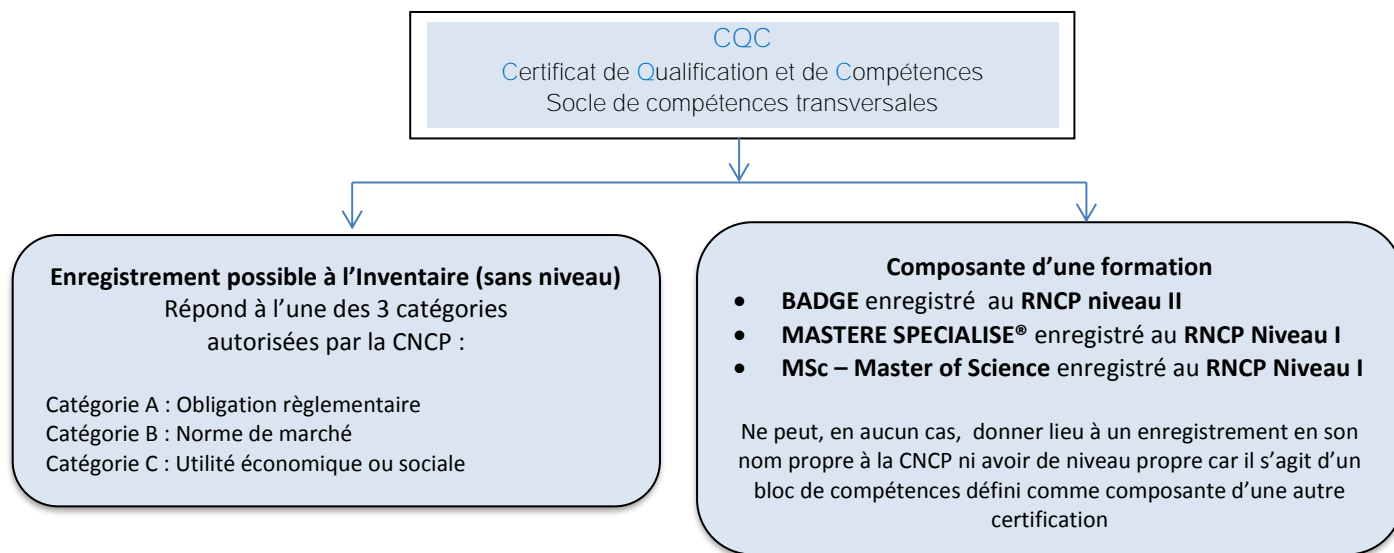 CQC
Certificat de Qualification et de Compétences
Socle de compétences transversales
Enregistrement possible à l’Inventaire (sans niveau)
Répond à l’une des 3 catégories
autorisées par la CNCP :
Catégorie A : Obligation règlementaire
Catégorie B : Norme de marché
Catégorie C : Utilité économique ou sociale
Composante d’une formation
• BADGE enregistré au RNCP niveau II
• MASTERE SPECIALISE® enregistré au RNCP Niveau I
• MSc – Master of Science enregistré au RNCP Niveau I
Ne peut, en aucun cas, donner lieu à un enregistrement en son
nom propre à la CNCP ni avoir de niveau propre car il s’agit d’un
bloc de compétences défini comme composante d’une autre
certification